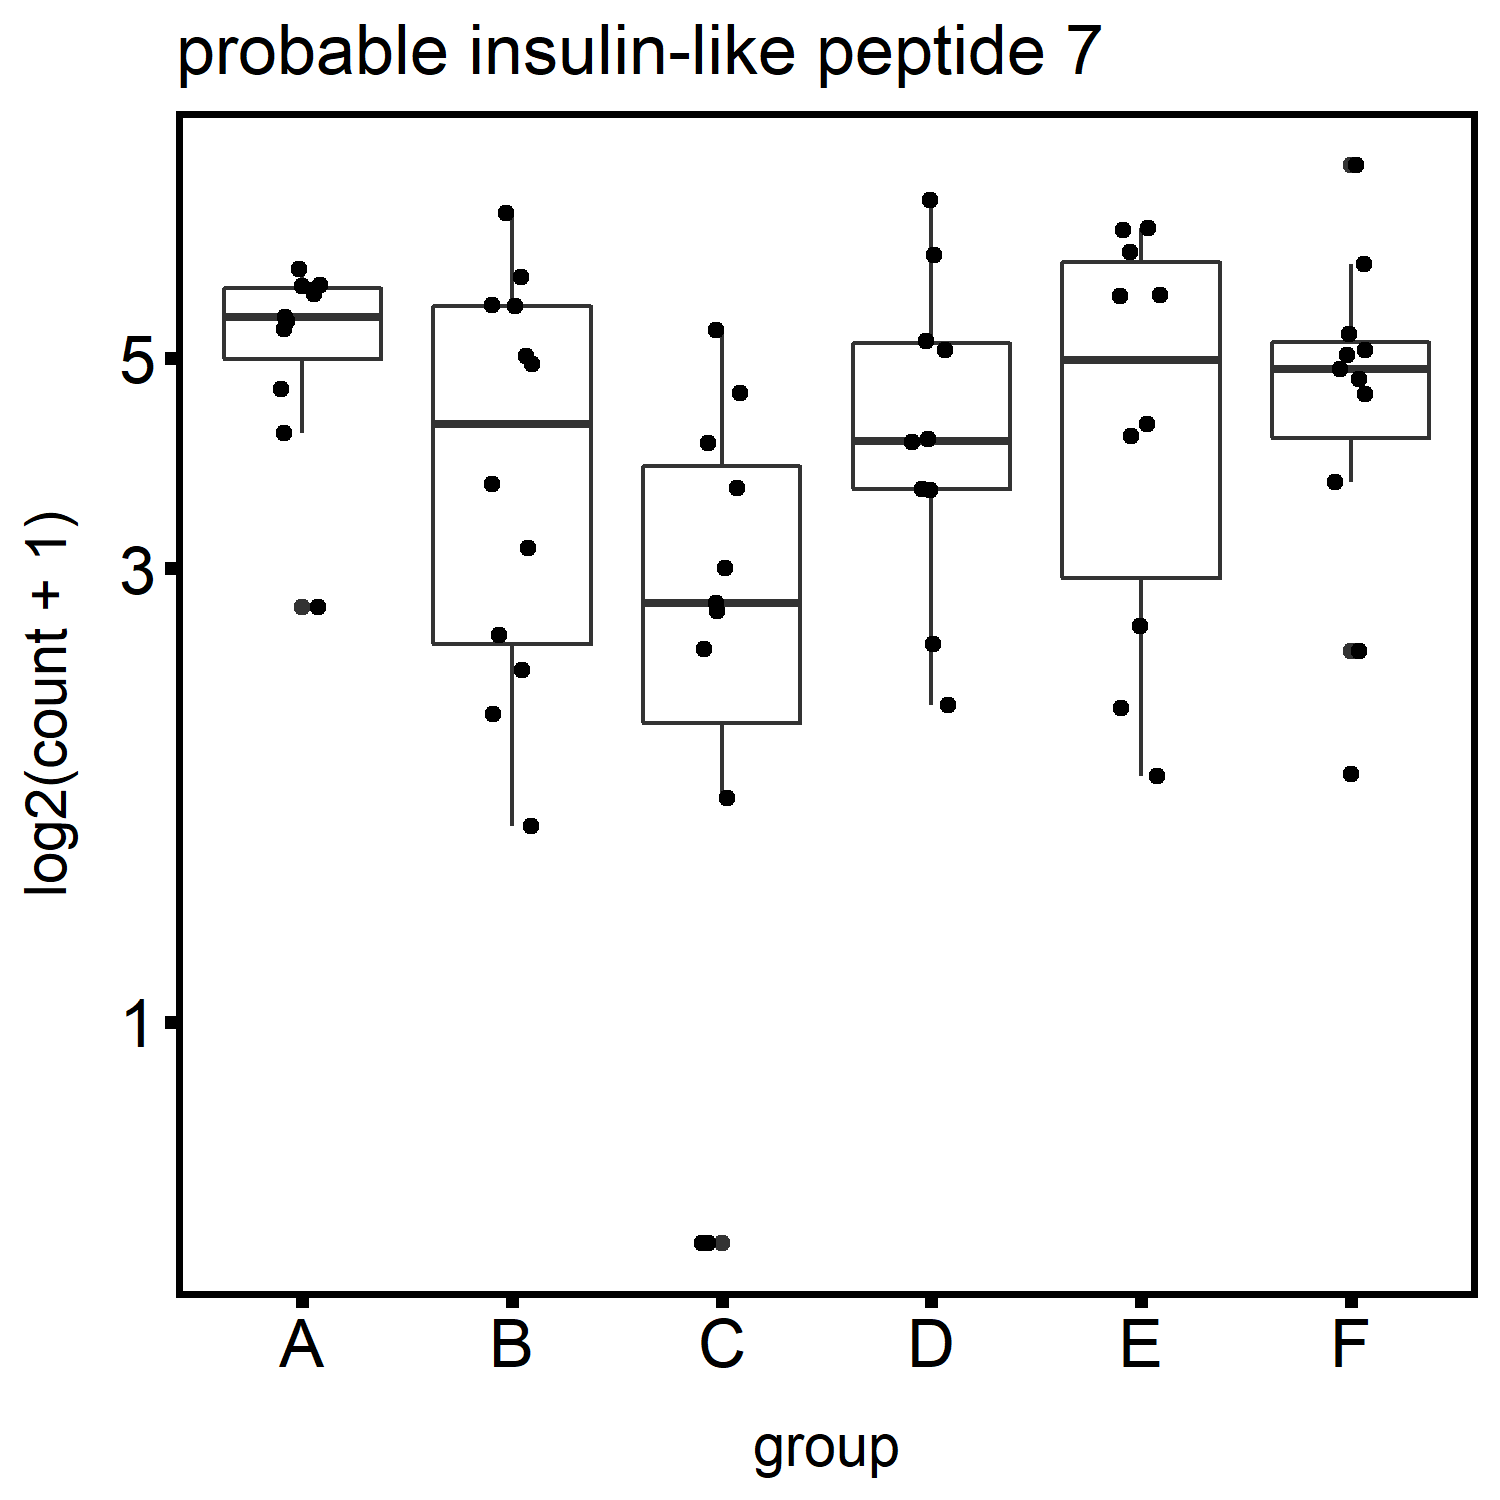 probable insulin-like peptide 7
log2(count + 1)
5
3
1
A B C D E F
group